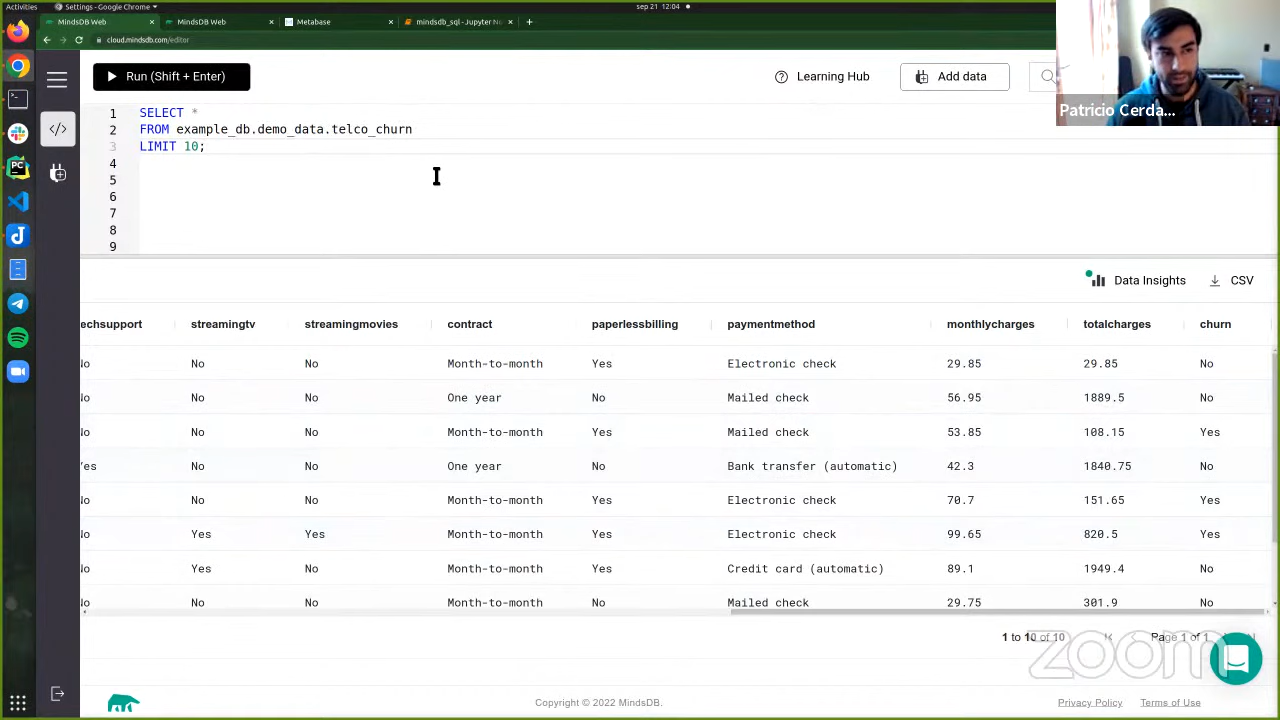 Activities
Settings - Google Chrome
sep 21 12:04
MindsDB Web
MindsDB Web
Metabase
mindsdb_sql - Jupyter No
cloud.mindsdb.com/editor
Patricio Cerda...
Run (Shift + Enter)
Learning Hub
Add data
1 SELECT *
2 FROM example_db.demo_data.telco_churn
3 LIMIT 10;
4
5
6
7
8
9
Data Insights
CSV
echsupport streamingtv streamingmovies contract paperlessbilling paymentmethod monthlycharges totalcharges churn
No No No Month-to-month Yes Electronic check 29.85 29.85 No
No No No One year No Mailed check 56.95 1889.5 No
No No No Month-to-month Yes Mailed check 53.85 108.15 Yes
Yes No No One year No Bank transfer (automatic) 42.3 1840.75 No
No No No Month-to-month Yes Electronic check 70.7 151.65 Yes
No Yes Yes Month-to-month Yes Electronic check 99.65 820.5 Yes
No Yes No Month-to-month Yes Credit card (automatic) 89.1 1949.4 No
No No No Month-to-month No Mailed check 29.75 301.9 No
1 to 10 of 10
Page 1 of 1
zoom
Copyright © 2022 MindsDB.
Privacy Policy
Terms of Use